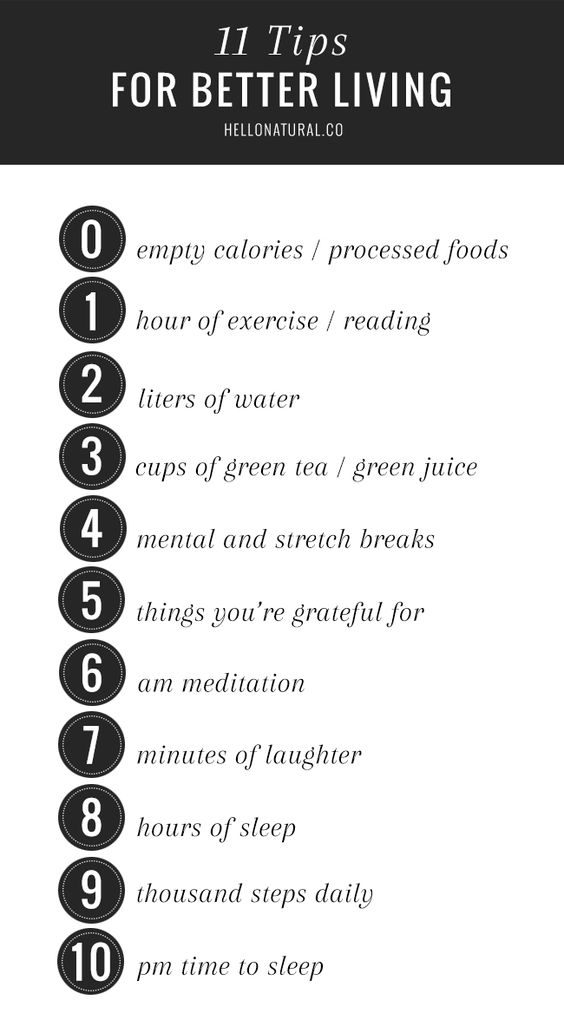 11 Tips
FOR BETTER LIVING
HELLONATURAL.CO
0 empty calories / processed foods
1 hour of exercise / reading
2 liters of water
3 cups of green tea / green juice
4 mental and stretch breaks
5 things you're grateful for
6 am meditation
7 minutes of laughter
8 hours of sleep
9 thousand steps daily
10 pm time to sleep